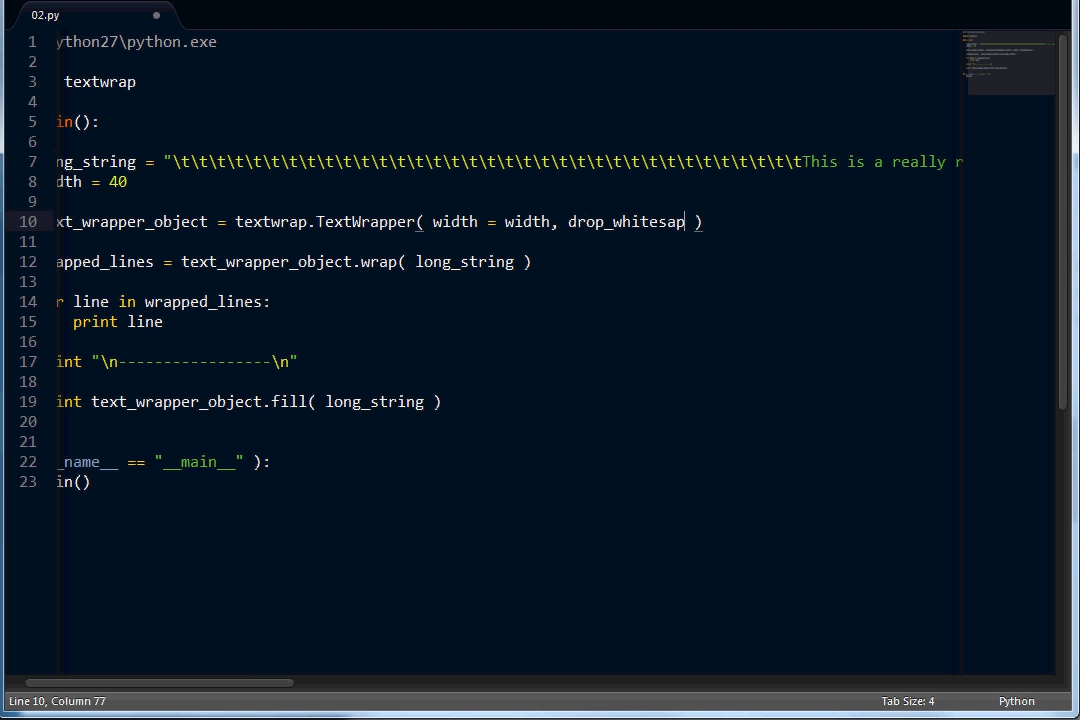 02.py
1 ython27\python.exe
2
3 textwrap
4
5 in():
6
7 ng_string = "\t\t\t\t\t\t\t\t\t\t\t\t\t\t\t\t\t\t\t\t\t\t\t\t\t\t\t\t\t\t\t\t\t\t\tThis is a really r
8 dth = 40
9
10 xt_wrapper_object = textwrap.TextWrapper( width = width, drop_whitesap )
11
12 apped_lines = text_wrapper_object.wrap( long_string )
13
14 r line in wrapped_lines:
15 print line
16
17 int "\n-----------------\n"
18
19 int text_wrapper_object.fill( long_string )
20
21
22 _name__ == "__main__" ):
23 in()
Line 10, Column 77
Tab Size: 4
Python